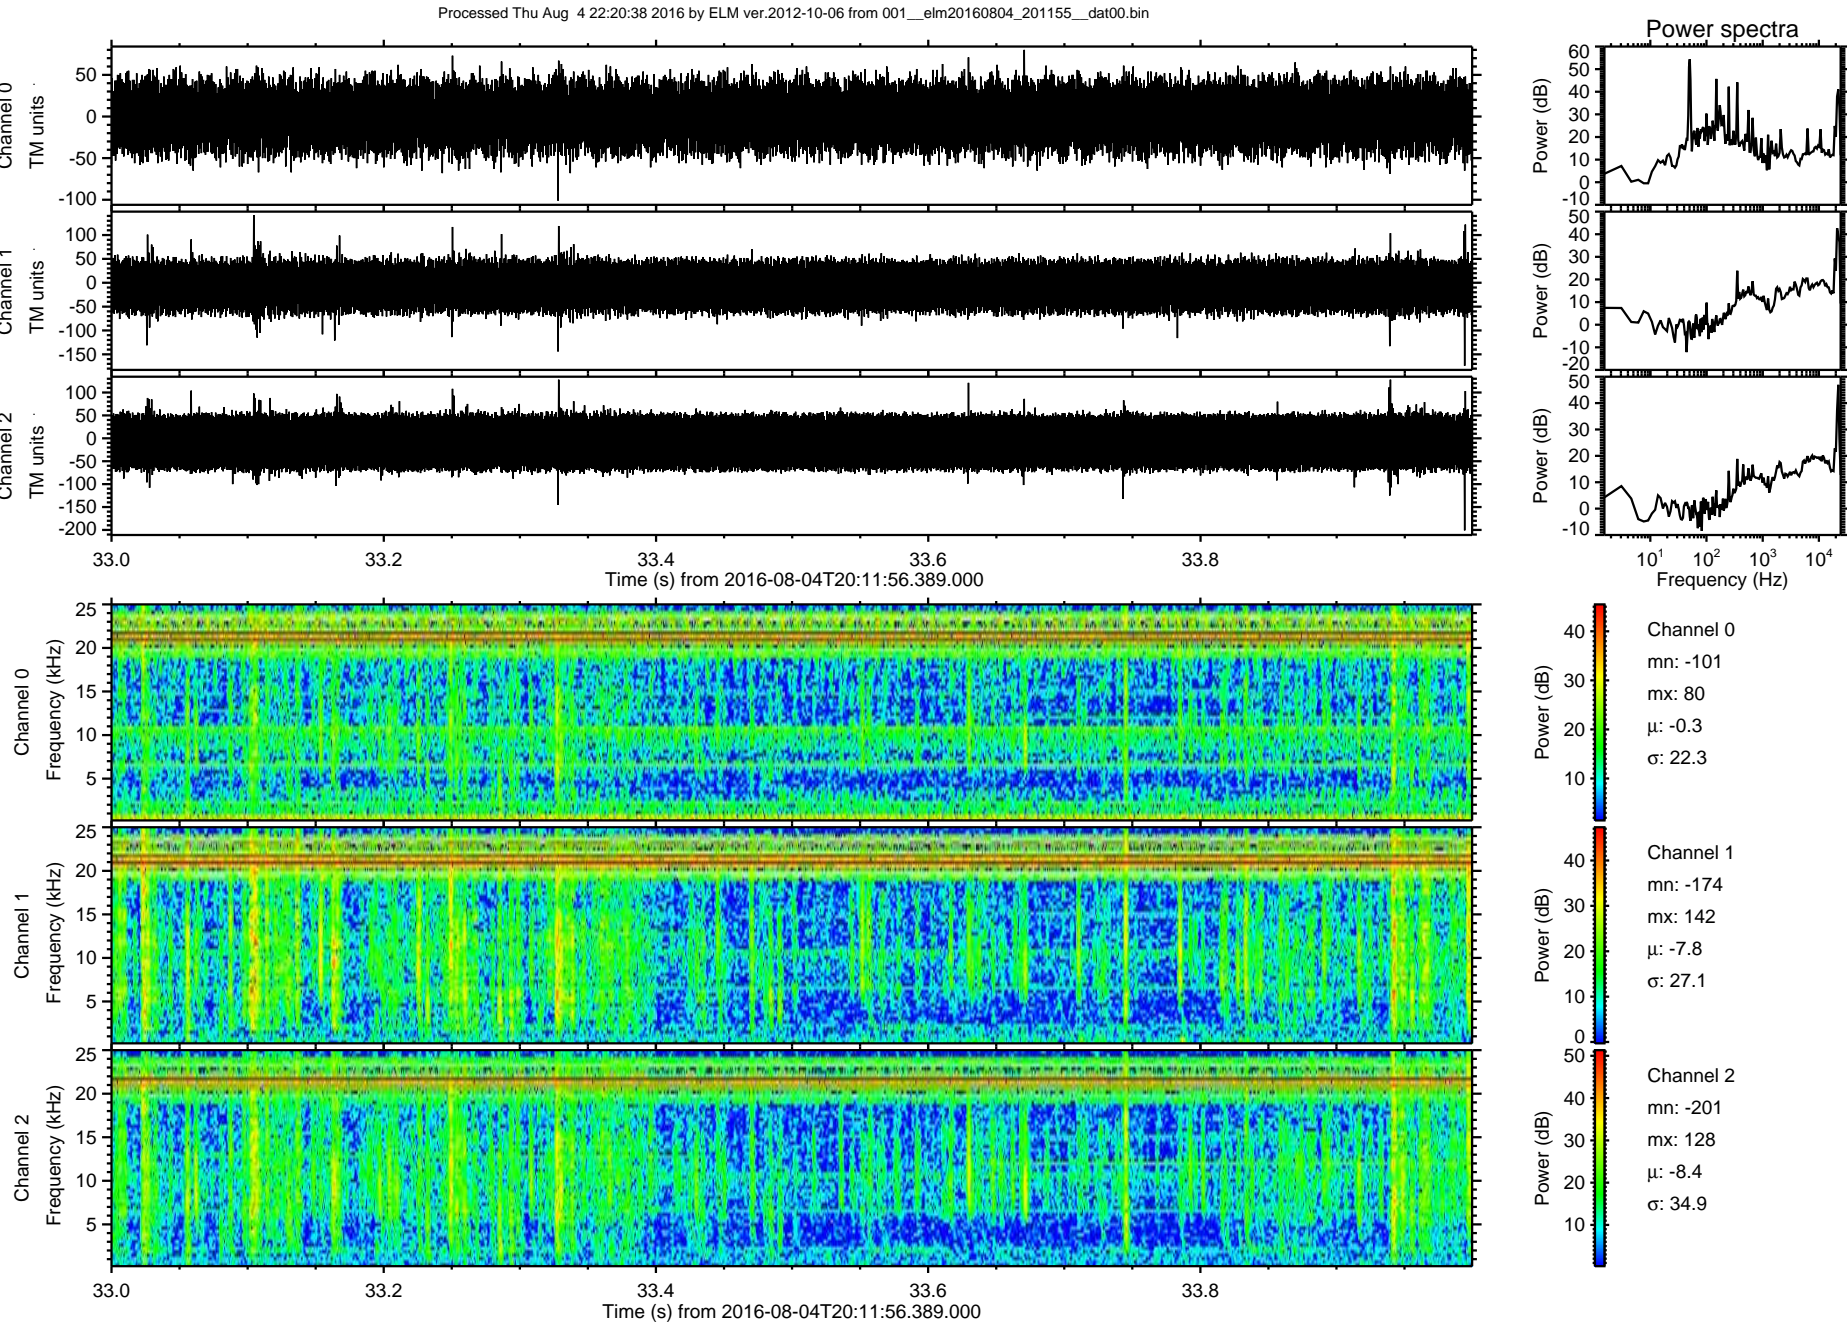 Processed Thu Aug  4 22:20:38 2016 by ELM ver.2012-10-06 from 001__elm20160804_201155__dat00.bin
Power spectra
Channel 0
TM units
50
0
-50
-100
Power (dB)
60
50
40
30
20
10
0
-10
Channel 1
TM units
100
50
0
-50
-100
-150
Power (dB)
50
40
30
20
10
0
-10
-20
Channel 2
TM units
100
50
0
-50
-100
-150
-200
Power (dB)
50
40
30
20
10
0
-10
33.0 33.2 33.4 33.6 33.8
Time (s) from 2016-08-04T20:11:56.389.000
10¹ 10² 10³ 10⁴
Frequency (Hz)
Channel 0
Frequency (kHz)
25
20
15
10
5
Power (dB)
40
30
20
10
Channel 0
mn: -101
mx: 80
μ: -0.3
σ: 22.3
Channel 1
Frequency (kHz)
25
20
15
10
5
Power (dB)
40
30
20
10
0
Channel 1
mn: -174
mx: 142
μ: -7.8
σ: 27.1
Channel 2
Frequency (kHz)
25
20
15
10
5
Power (dB)
50
40
30
20
10
Channel 2
mn: -201
mx: 128
μ: -8.4
σ: 34.9
33.0 33.2 33.4 33.6 33.8
Time (s) from 2016-08-04T20:11:56.389.000